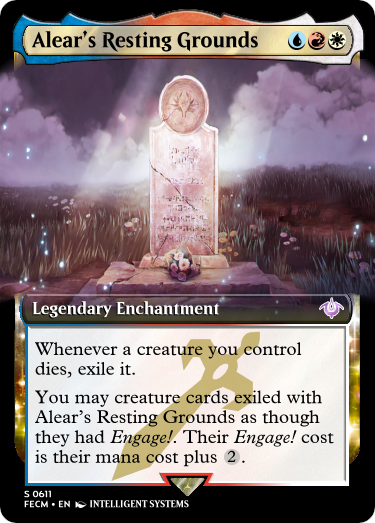 Alear's Resting Grounds
Legendary Enchantment
Whenever a creature you control
dies, exile it.
You may creature cards exiled with
Alear's Resting Grounds as though
they had Engage!. Their Engage! cost
is their mana cost plus 2.
S 0611
FECM • EN INTELLIGENT SYSTEMS